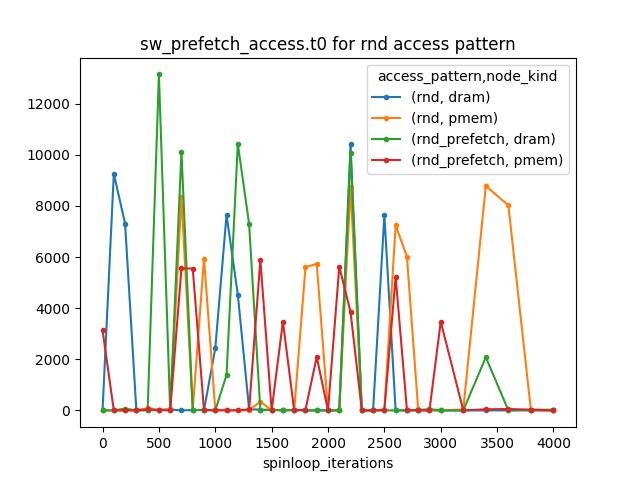 sw_prefetch_access.t0 for rnd access pattern
access_pattern,node_kind
(rnd, dram)
(rnd, pmem)
(rnd_prefetch, dram)
(rnd_prefetch, pmem)
12000
10000
8000
6000
4000
2000
0
0 500 1000 1500 2000 2500 3000 3500 4000
spinloop_iterations